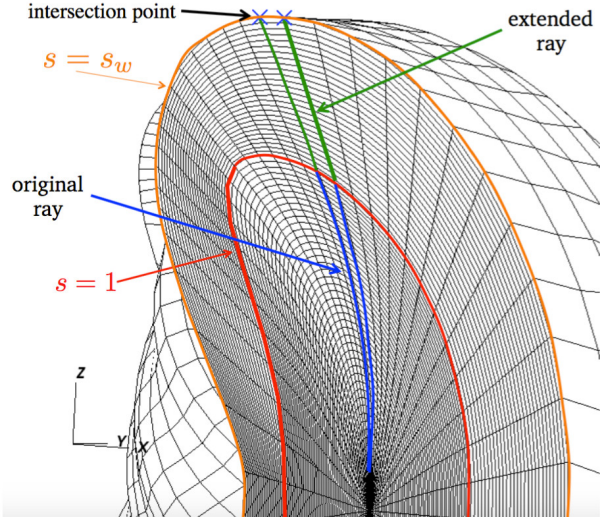 intersection point
extended
ray
s = s_w
original
ray
s = 1
Z
Y
X